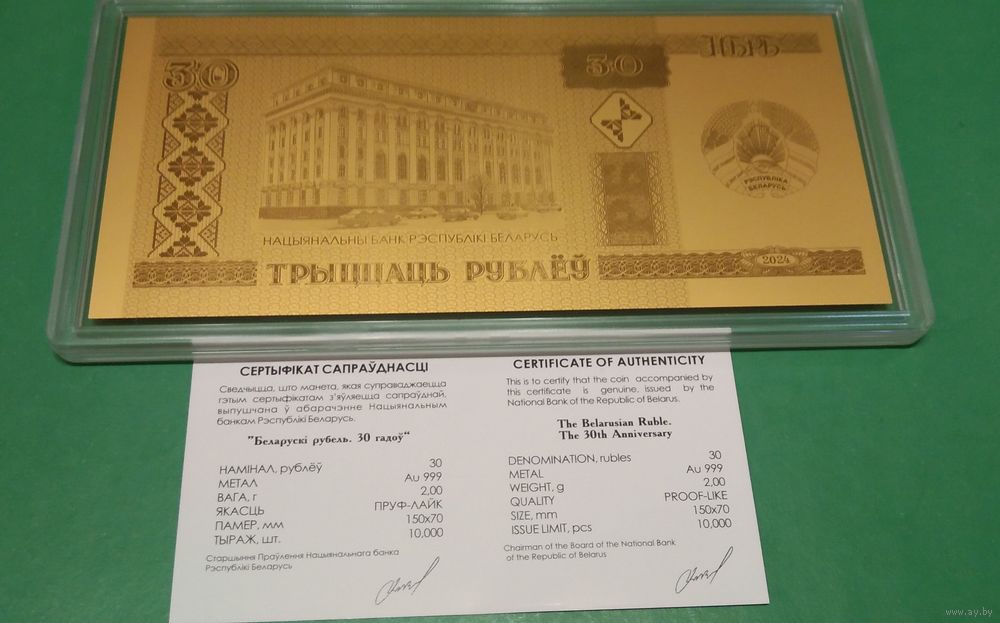 30
30
1 БРБ
РЭСПУБЛІКА
БЕЛАРУСЬ
НАЦЫЯНАЛЬНЫ БАНК РЭСПУБЛІКІ БЕЛАРУСЬ
ТРЫЦЦАЦЬ РУБЛЁЎ
2024
СЕРТЫФІКАТ САПРАЎДНАСЦІ
Сведчыцца, што манета, якая суправаджаецца
гэтым сертыфікатам з'яўляецца сапраўднай,
выпушчана ў абарачэнне Нацыянальным
банкам Рэспублікі Беларусь.
"Беларускі рубель. 30 гадоў"
НАМІНАЛ, рублёў 30
МЕТАЛ Au 999
ВАГА, г 2,00
ЯКАСЦЬ ПРУФ-ЛАЙК
ПАМЕР, мм 150х70
ТЫРАЖ, шт. 10,000
Старшыння Праўлення Нацыянальнага банка
Рэспублікі Беларусь
CERTIFICATE OF AUTHENTICITY
This is to certify that the coin accompanied by
this certificate is genuine, issued by the
National Bank of the Republic of Belarus.
The Belarusian Ruble.
The 30th Anniversary
DENOMINATION, rubles 30
METAL Au 999
WEIGHT, g 2,00
QUALITY PROOF-LIKE
SIZE, mm 150x70
ISSUE LIMIT, pcs 10,000
Chairman of the Board of the National Bank
of the Republic of Belarus
www.ay.by